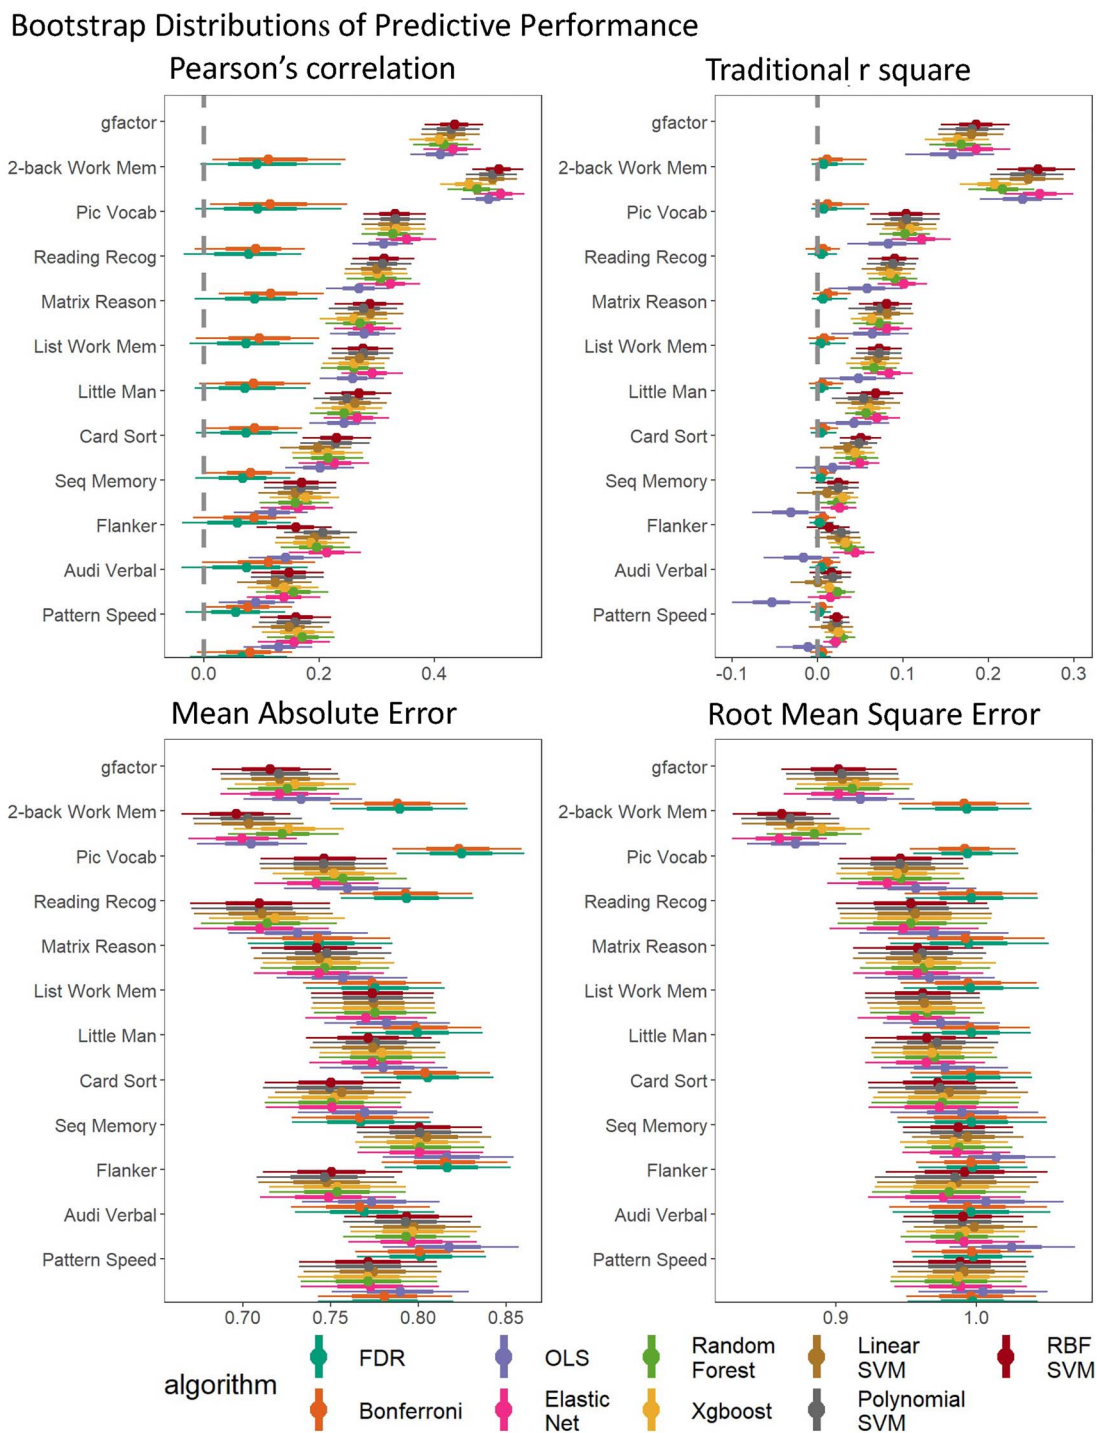 Bootstrap Distributions of Predictive Performance
Pearson's correlation
gfactor
2-back Work Mem
Pic Vocab
Reading Recog
Matrix Reason
List Work Mem
Little Man
Card Sort
Seq Memory
Flanker
Audi Verbal
Pattern Speed
0.0 0.2 0.4
Traditional r square
gfactor
2-back Work Mem
Pic Vocab
Reading Recog
Matrix Reason
List Work Mem
Little Man
Card Sort
Seq Memory
Flanker
Audi Verbal
Pattern Speed
-0.1 0.0 0.1 0.2 0.3
Mean Absolute Error
gfactor
2-back Work Mem
Pic Vocab
Reading Recog
Matrix Reason
List Work Mem
Little Man
Card Sort
Seq Memory
Flanker
Audi Verbal
Pattern Speed
0.70 0.75 0.80 0.85
Root Mean Square Error
gfactor
2-back Work Mem
Pic Vocab
Reading Recog
Matrix Reason
List Work Mem
Little Man
Card Sort
Seq Memory
Flanker
Audi Verbal
Pattern Speed
0.9 1.0
algorithm
FDR
Bonferroni
OLS
Elastic
Net
Random
Forest
Xgboost
Linear
SVM
Polynomial
SVM
RBF
SVM